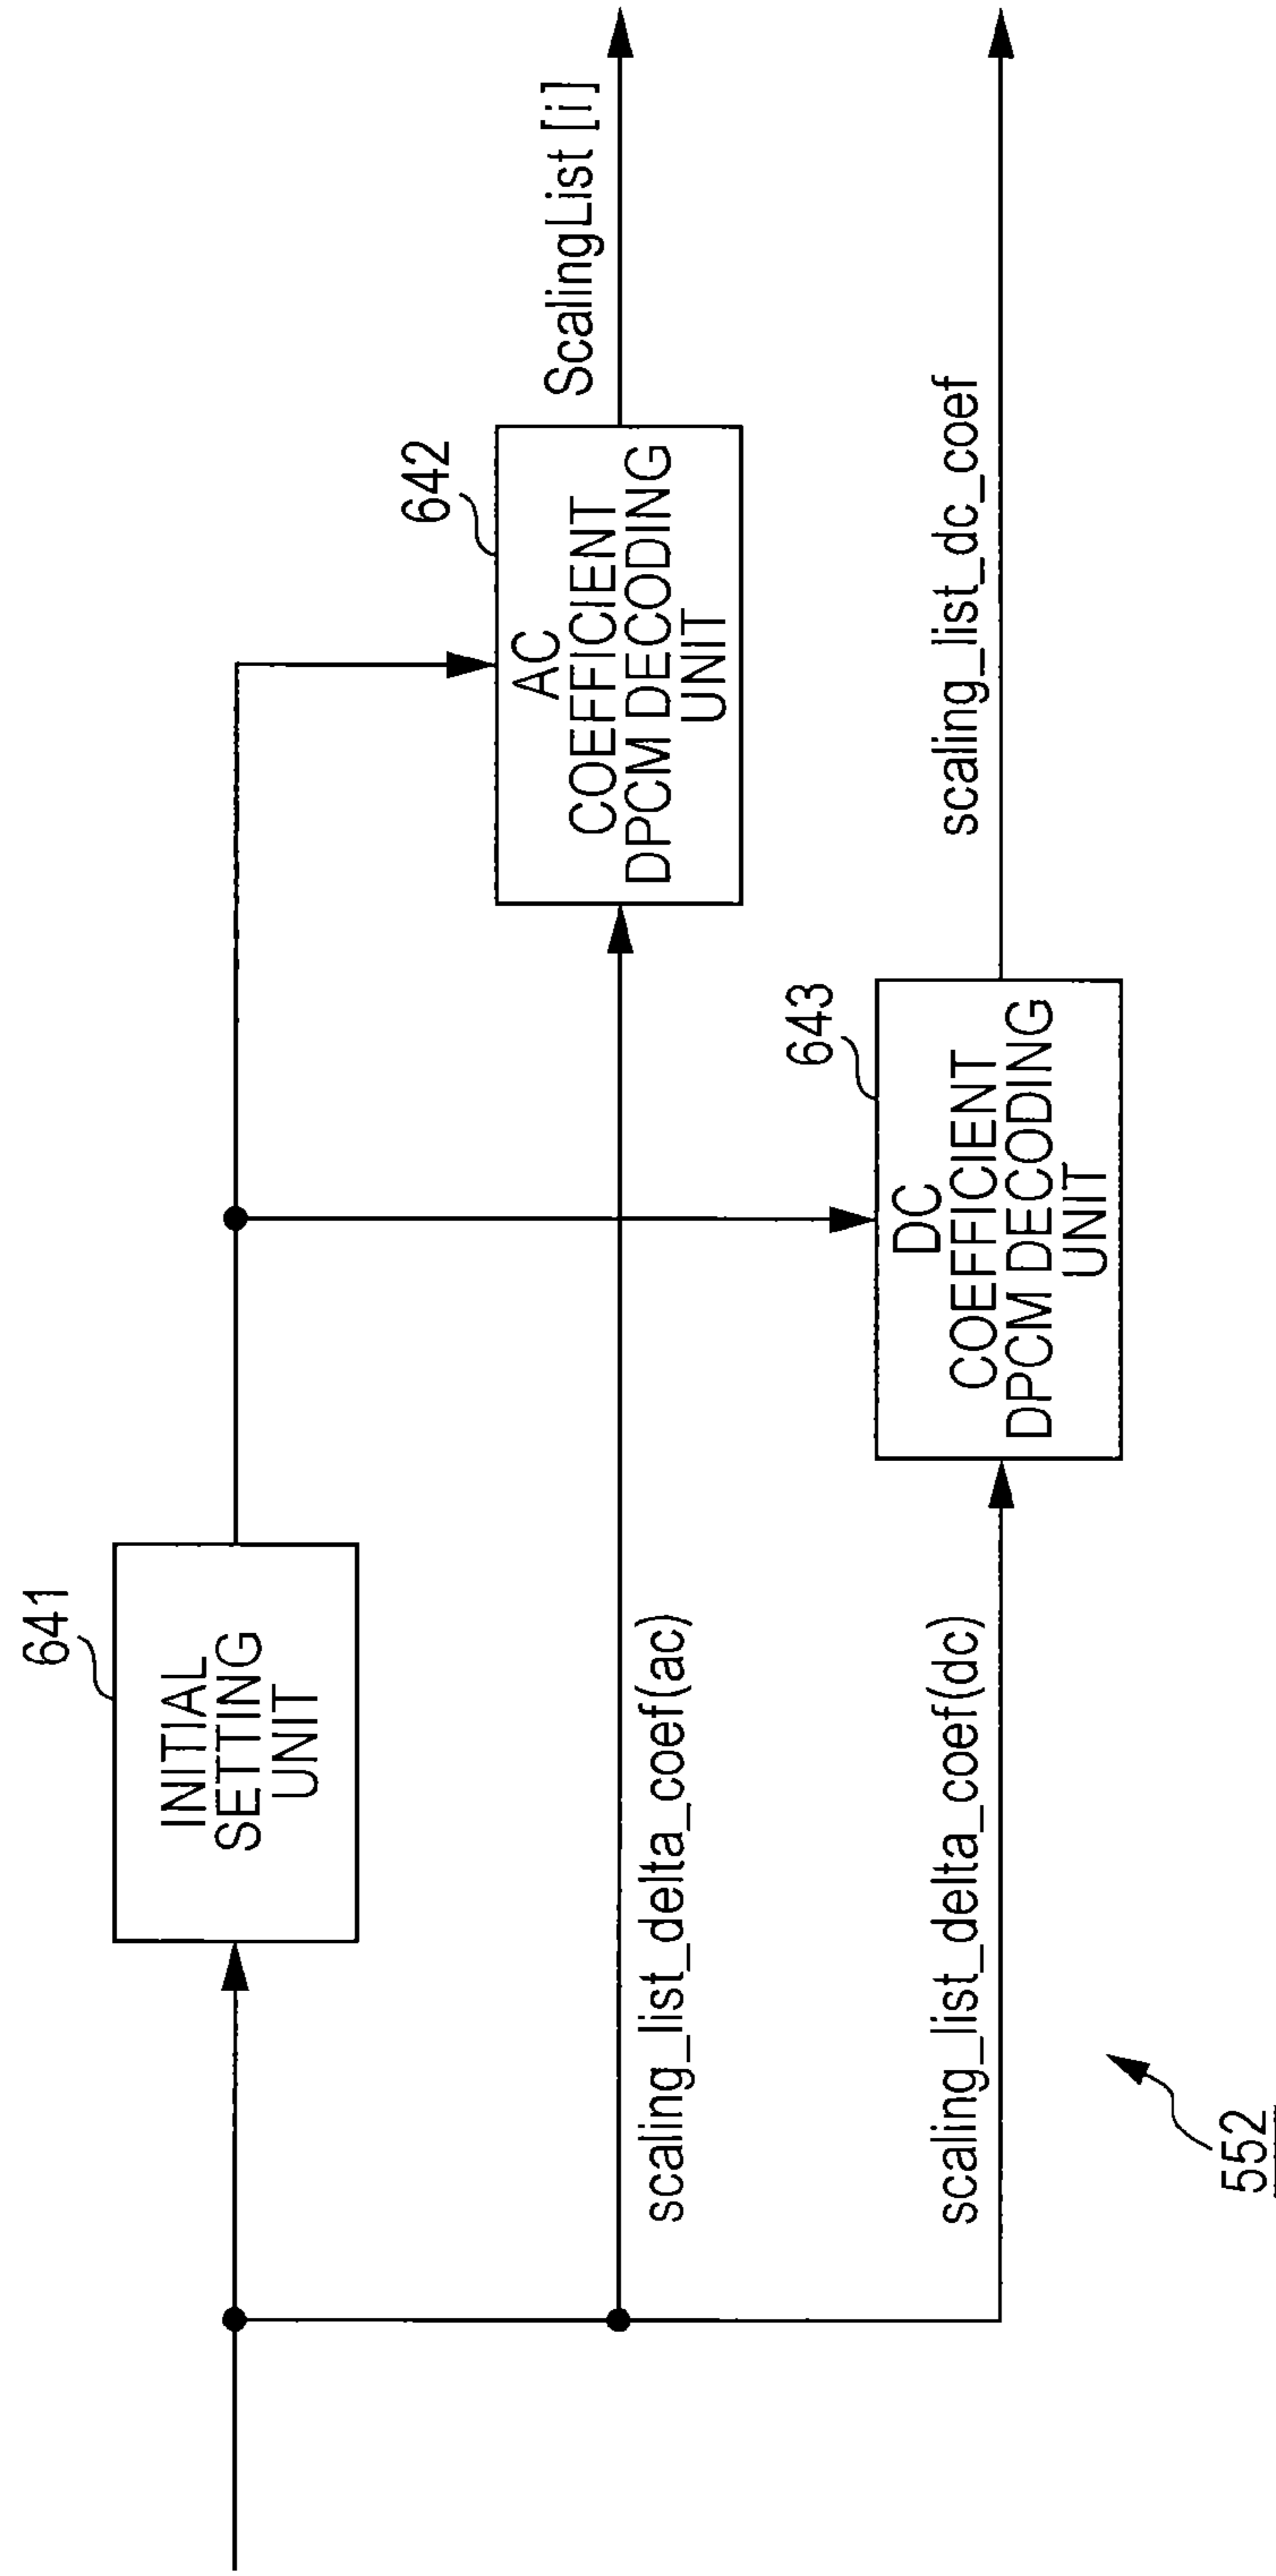 641
INITIAL
SETTING
UNIT
642
AC
COEFFICIENT
DPCM DECODING
UNIT
ScalingList [i]
scaling_list_delta_coef(ac)
643
DC
COEFFICIENT
DPCM DECODING
UNIT
scaling_list_dc_coef
scaling_list_delta_coef(dc)
552